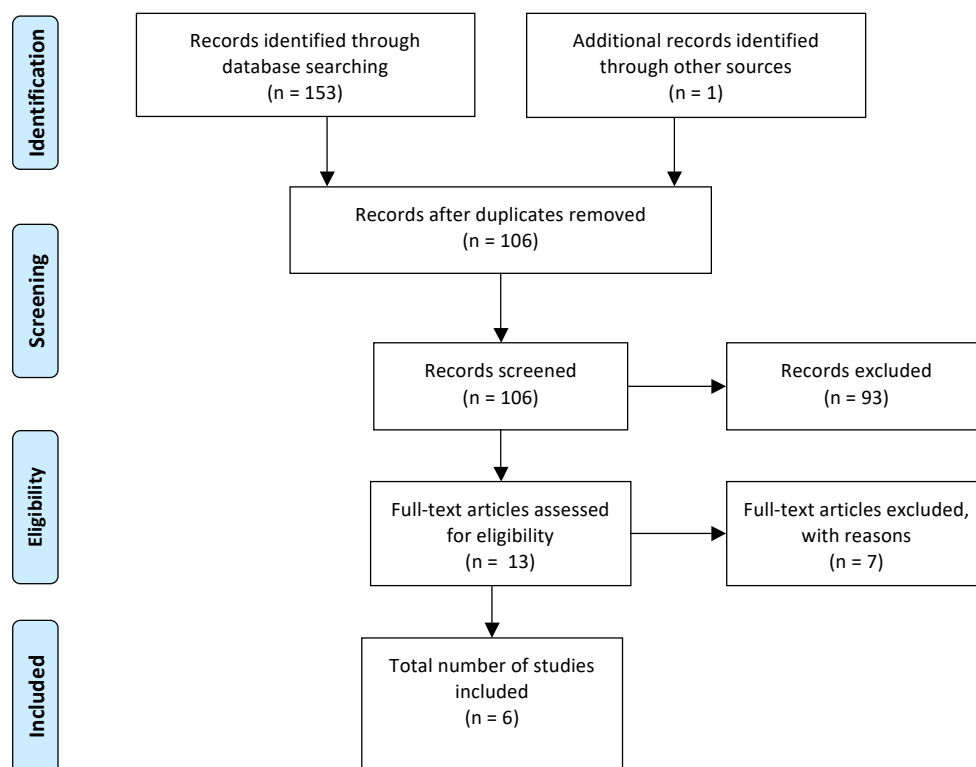 Identification
Records identified through
database searching
(n = 153)
Additional records identified
through other sources
(n = 1)
Records after duplicates removed
(n = 106)
Screening
Records screened
(n = 106)
Records excluded
(n = 93)
Eligibility
Full-text articles assessed
for eligibility
(n =  13)
Full-text articles excluded,
with reasons
(n = 7)
Included
Total number of studies
included
(n = 6)